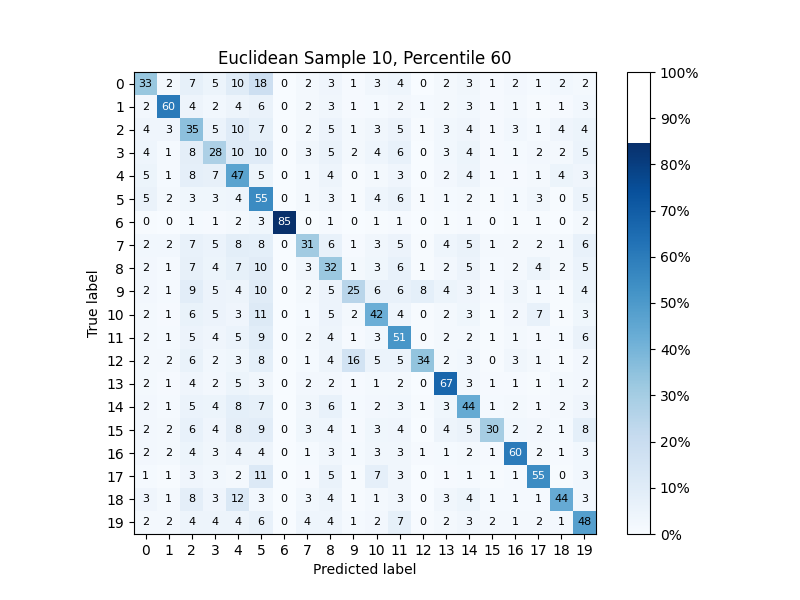 Euclidean Sample 10, Percentile 60
0 33 2 7 5 10 18 0 2 3 1 3 4 0 2 3 1 2 1 2 2
1 2 60 4 2 4 6 0 2 3 1 1 2 1 2 3 1 1 1 1 3
2 4 3 35 5 10 7 0 2 5 1 3 5 1 3 4 1 3 1 4 4
3 4 1 8 28 10 10 0 3 5 2 4 6 0 3 4 1 1 2 2 5
4 5 1 8 7 47 5 0 1 4 0 1 3 0 2 4 1 1 1 4 3
5 5 2 3 3 4 55 0 1 3 1 4 6 1 1 2 1 1 3 0 5
6 0 0 1 1 2 3 85 0 1 0 1 1 0 1 1 0 1 1 0 2
7 2 2 7 5 8 8 0 31 6 1 3 5 0 4 5 1 2 2 1 6
8 2 1 7 4 7 10 0 3 32 1 3 6 1 2 5 1 2 4 2 5
9 2 1 9 5 4 10 0 2 5 25 6 6 8 4 3 1 3 1 1 4
10 2 1 6 5 3 11 0 1 5 2 42 4 0 2 3 1 2 7 1 3
11 2 1 5 4 5 9 0 2 4 1 3 51 0 2 2 1 1 1 1 6
12 2 2 6 2 3 8 0 1 4 16 5 5 34 2 3 0 3 1 1 2
13 2 1 4 2 5 3 0 2 2 1 1 2 0 67 3 1 1 1 1 2
14 2 1 5 4 8 7 0 3 6 1 2 3 1 3 44 1 2 1 2 3
15 2 2 6 4 8 9 0 3 4 1 3 4 0 4 5 30 2 2 1 8
16 2 2 4 3 4 4 0 1 3 1 3 3 1 1 2 1 60 2 1 3
17 1 1 3 3 2 11 0 1 5 1 7 3 0 1 1 1 1 55 0 3
18 3 1 8 3 12 3 0 3 4 1 1 3 0 3 4 1 1 1 44 3
19 2 2 4 4 4 6 0 4 4 1 2 7 0 2 3 2 1 2 1 48
0 1 2 3 4 5 6 7 8 9 10 11 12 13 14 15 16 17 18 19
Predicted label
True label
100%
90%
80%
70%
60%
50%
40%
30%
20%
10%
0%